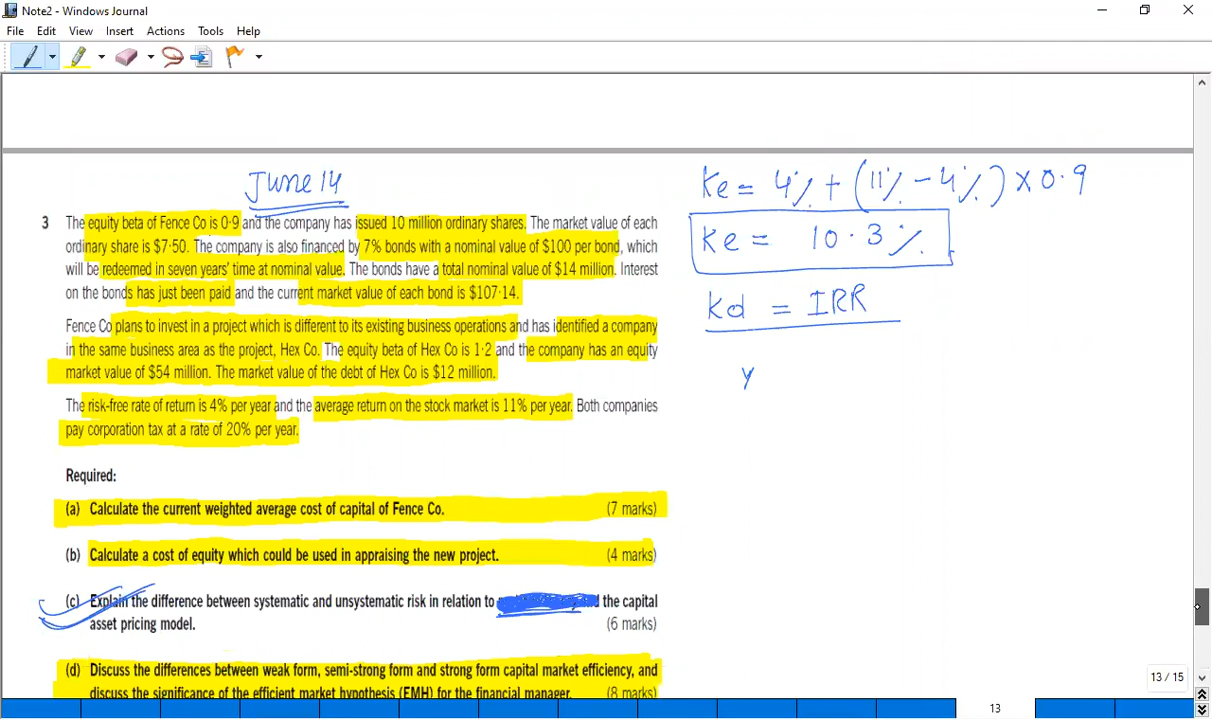 Note2 - Windows Journal
File Edit View Insert Actions Tools Help
June 14
3 The equity beta of Fence Co is 0·9 and the company has issued 10 million ordinary shares. The market value of each
ordinary share is $7·50. The company is also financed by 7% bonds with a nominal value of $100 per bond, which
will be redeemed in seven years' time at nominal value. The bonds have a total nominal value of $14 million. Interest
on the bonds has just been paid and the current market value of each bond is $107·14.
Fence Co plans to invest in a project which is different to its existing business operations and has identified a company
in the same business area as the project, Hex Co. The equity beta of Hex Co is 1·2 and the company has an equity
market value of $54 million. The market value of the debt of Hex Co is $12 million.
The risk-free rate of return is 4% per year and the average return on the stock market is 11% per year. Both companies
pay corporation tax at a rate of 20% per year.
Required:
(a) Calculate the current weighted average cost of capital of Fence Co. (7 marks)
(b) Calculate a cost of equity which could be used in appraising the new project. (4 marks)
(c) Explain the difference between systematic and unsystematic risk in relation to the capital
asset pricing model. (6 marks)
(d) Discuss the differences between weak form, semi-strong form and strong form capital market efficiency, and
discuss the significance of the efficient market hypothesis (EMH) for the financial manager. (8 marks)
Ke = 4% + (11% - 4%) × 0.9
Ke = 10.3%
Kd = IRR
y
13 / 15
13